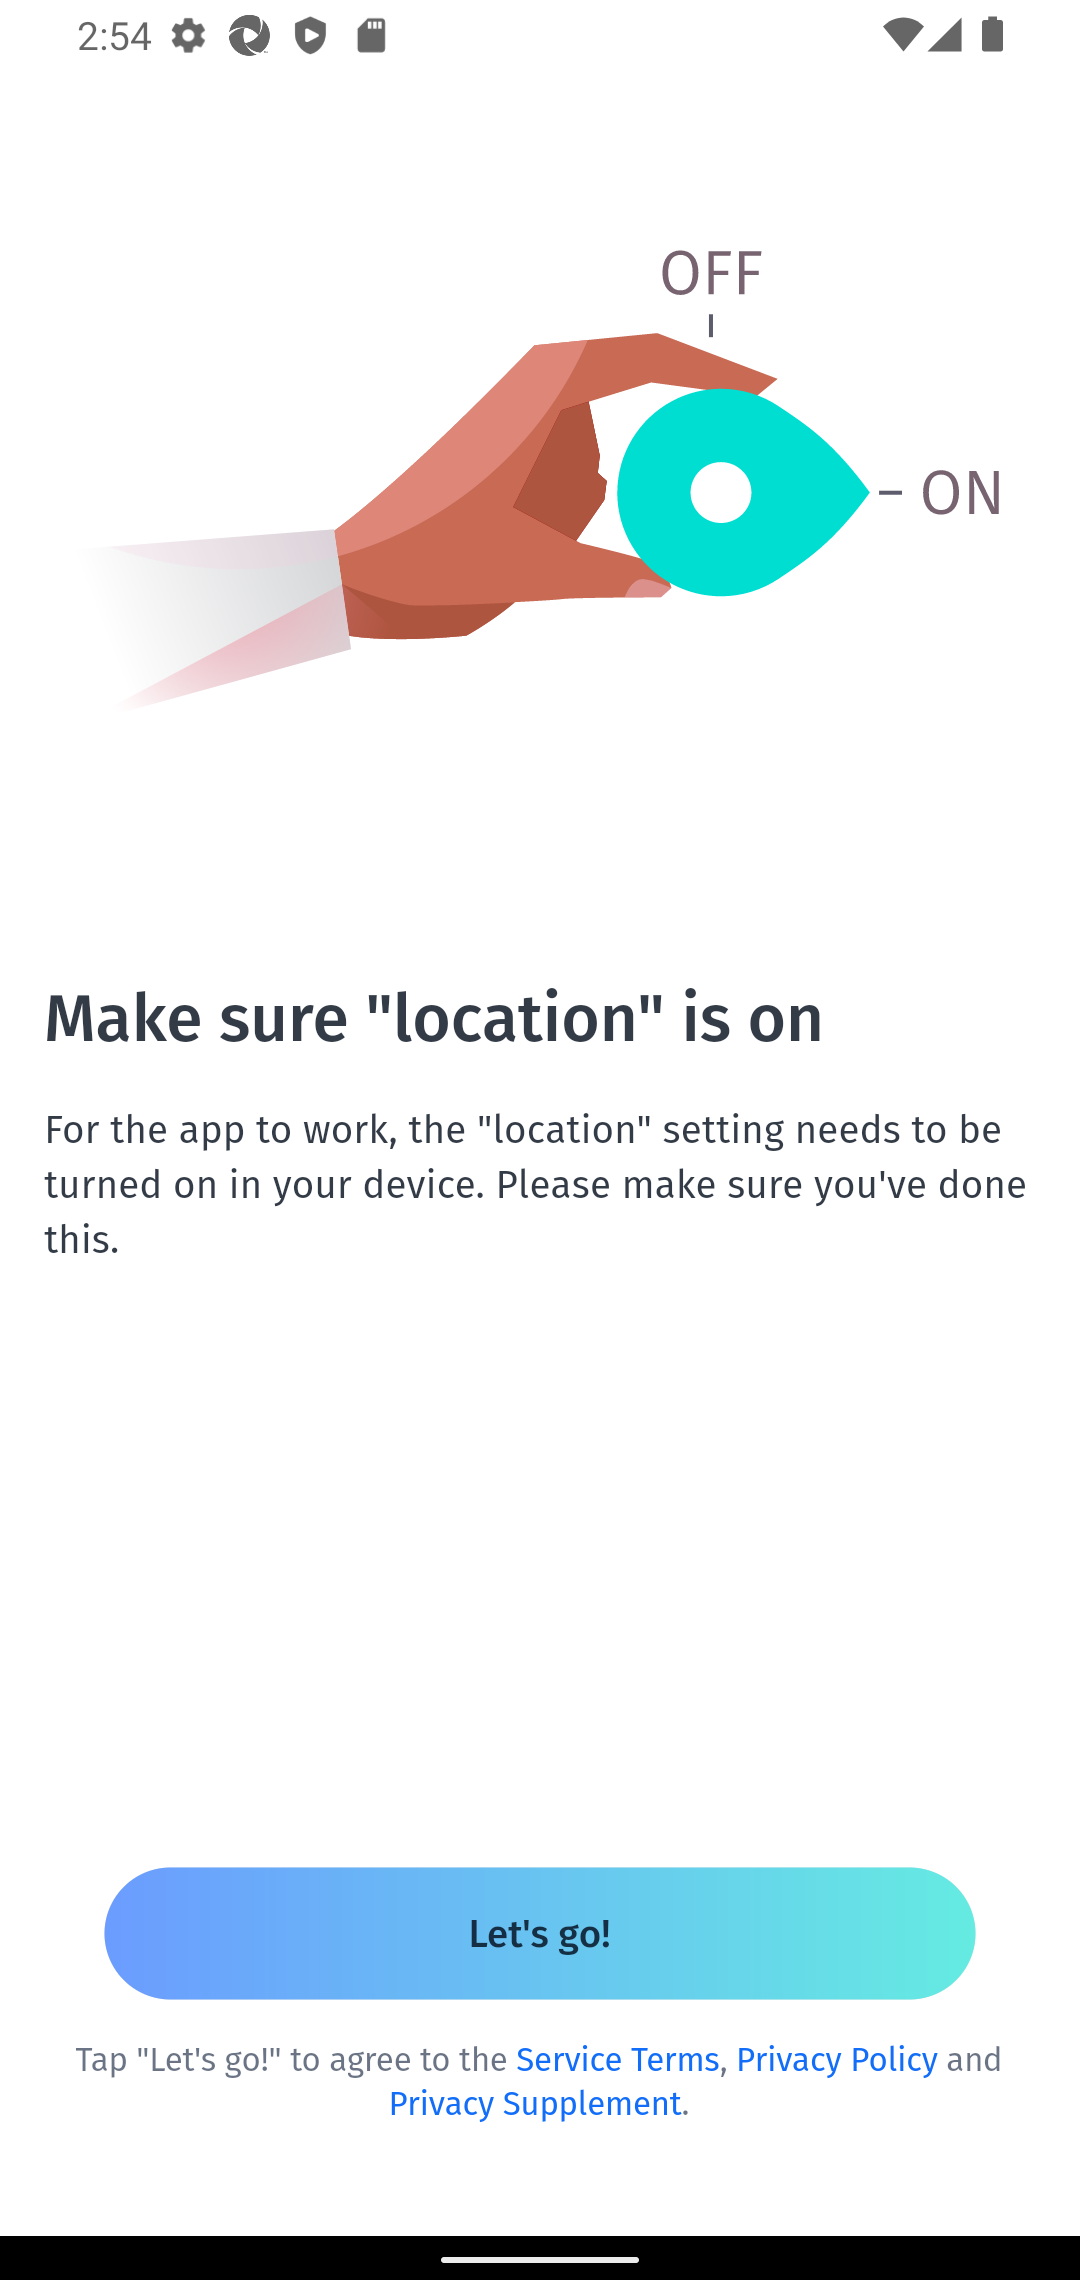 2:54
OFF
ON
Make sure "location" is on
For the app to work, the "location" setting needs to be
turned on in your device. Please make sure you've done
this.
Let's go!
Tap "Let's go!" to agree to the Service Terms, Privacy Policy and
Privacy Supplement.